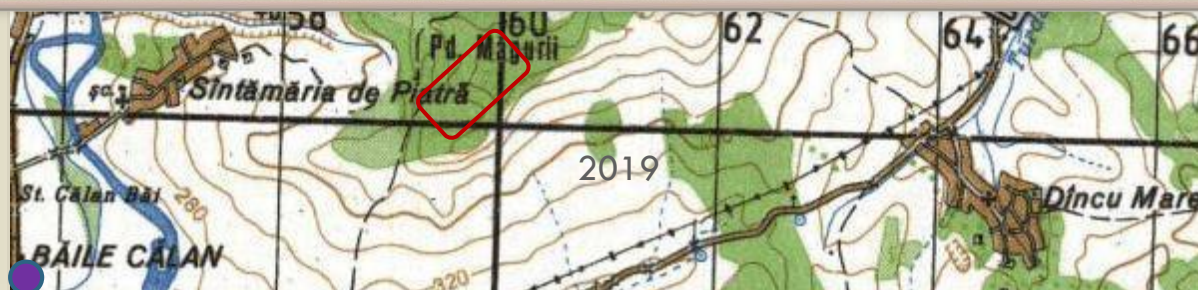 58
60
62
64
66
Pd. Măgurii
șc.
Sîntămăria de Piatră
2019
St. Călan Băi
280
Dîncu Mare
BĂILE CĂLAN
320